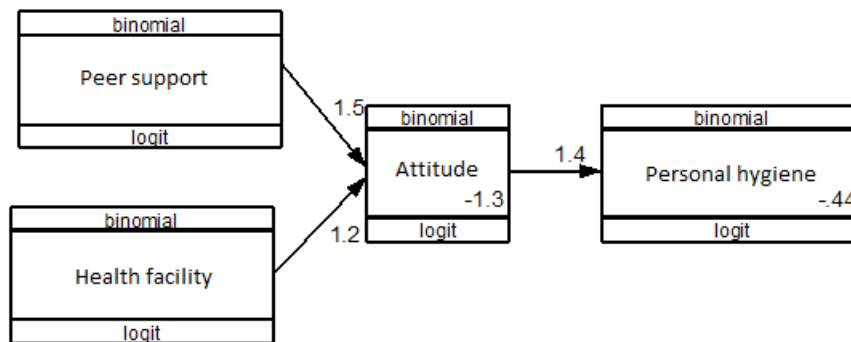 binomial
Peer support
logit
1.5
binomial
Attitude
-1.3
logit
1.4
binomial
Personal hygiene
-.44
logit
binomial
Health facility
logit
1.2